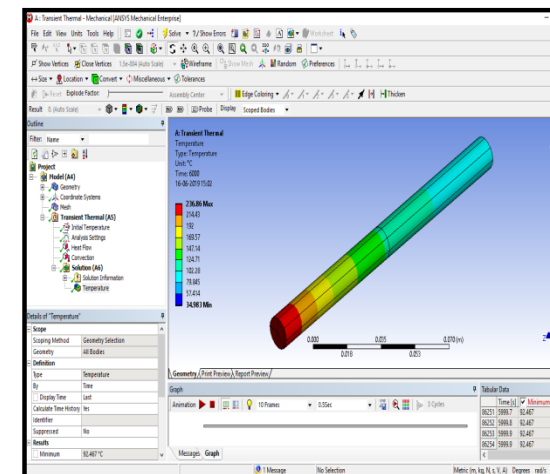 A : Transient Thermal - Mechanical [ANSYS Mechanical Enterprise]
File Edit View Units Tools Help
Solve ?/ Show Errors Worksheet
Show Vertices Close Vertices 1.5e-004 (Auto Scale) Wireframe Show Mesh Random Preferences
Size Location Convert Miscellaneous Tolerances
Reset Explode Factor: Assembly Center Edge Coloring Thicken
Result 6. (Auto Scale) Probe Display Scoped Bodies
Outline
Filter: Name
Project
Model (A4)
Geometry
Coordinate Systems
Mesh
Transient Thermal (A5)
Initial Temperature
Analysis Settings
Heat Flow
Convection
Solution (A6)
Solution Information
Temperature
Details of "Temperature"
Scope
Scoping Method Geometry Selection
Geometry All Bodies
Definition
Type Temperature
By Time
Display Time Last
Calculate Time History Yes
Identifier
Suppressed No
Results
Minimum 92.467 °C
A: Transient Thermal
Temperature
Type: Temperature
Unit: °C
Time: 6000
16-06-2019 15:02
236.86 Max
214.43
192
169.57
147.14
124.71
102.28
79.845
57.414
34.983 Min
0.000 0.035 0.070 (m)
0.018 0.053
Z
Geometry Print Preview Report Preview
Graph
Animation 10 Frames 0.5Sec 3 Cycles
Messages Graph
Tabular Data
Time [s] Minimum
86251 5999.7 92.467
86252 5999.8 92.467
86253 5999.9 92.467
86254 5999.9 92.467
1 Message No Selection Metric (m, kg, N, s, V, A) Degrees rad/s